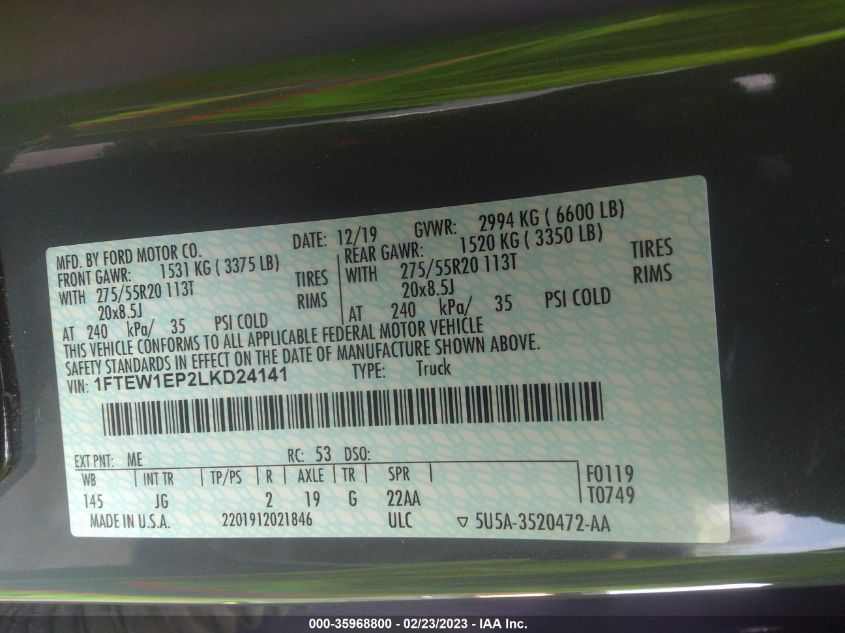 MFD. BY FORD MOTOR CO. DATE: 12/19 GVWR: 2994 KG ( 6600 LB)
FRONT GAWR: 1531 KG ( 3375 LB) REAR GAWR: 1520 KG ( 3350 LB)
WITH 275/55R20 113T TIRES WITH 275/55R20 113T TIRES
20x8.5J RIMS 20x8.5J RIMS
AT 240 kPa/ 35 PSI COLD AT 240 kPa/ 35 PSI COLD
THIS VEHICLE CONFORMS TO ALL APPLICABLE FEDERAL MOTOR VEHICLE
SAFETY STANDARDS IN EFFECT ON THE DATE OF MANUFACTURE SHOWN ABOVE.
VIN: 1FTEW1EP2LKD24141 TYPE: Truck
EXT PNT: ME RC: 53 DSO:
WB INT TR TP/PS R AXLE TR SPR F0119
145 JG 2 19 G 22AA T0749
MADE IN U.S.A. 2201912021846 ULC ▽ 5U5A-3520472-AA
000-35968800 - 02/23/2023 - IAA Inc.